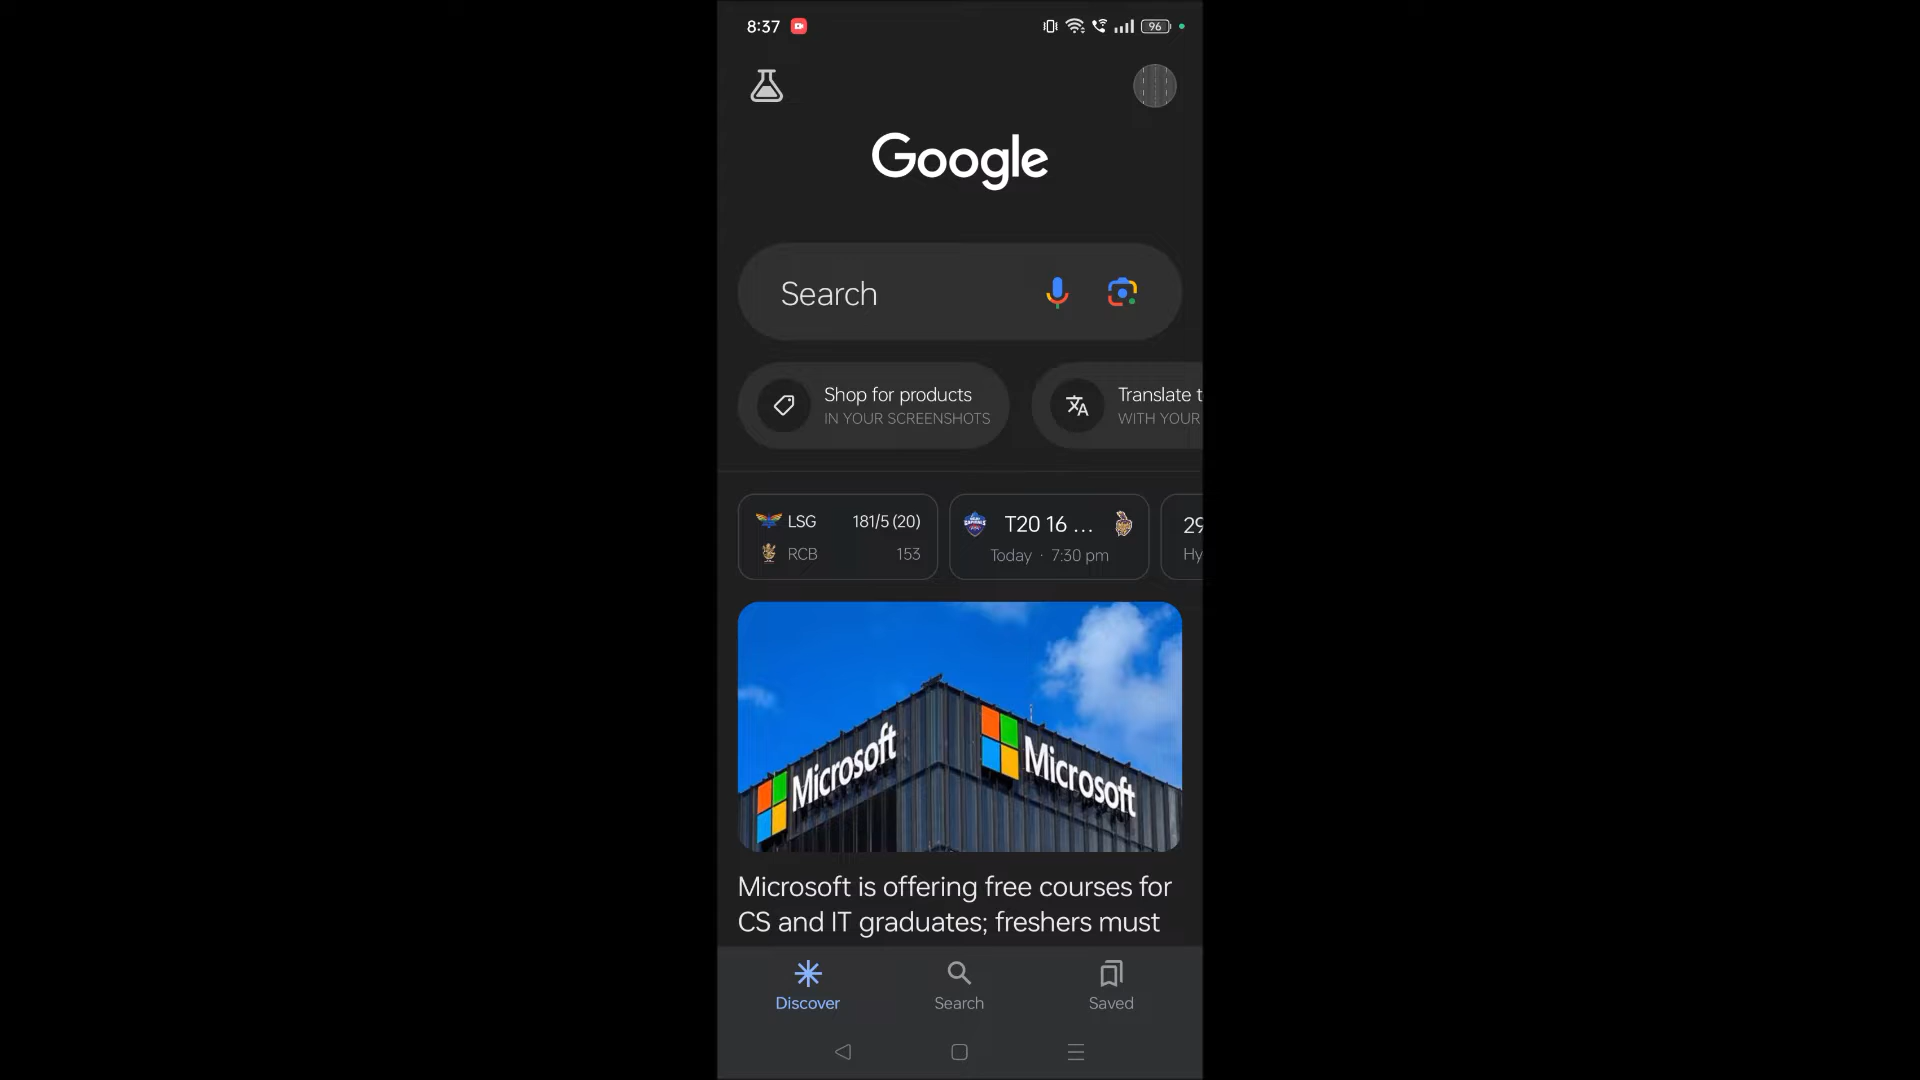 8:37
96
Google
Search
Shop for products
IN YOUR SCREENSHOTS
Translate t
WITH YOUR
LSG 181/5 (20)
RCB 153
T20 16 ...
Today · 7:30 pm
29
Hy
Microsoft
Microsoft
Microsoft is offering free courses for
CS and IT graduates; freshers must
Discover
Search
Saved